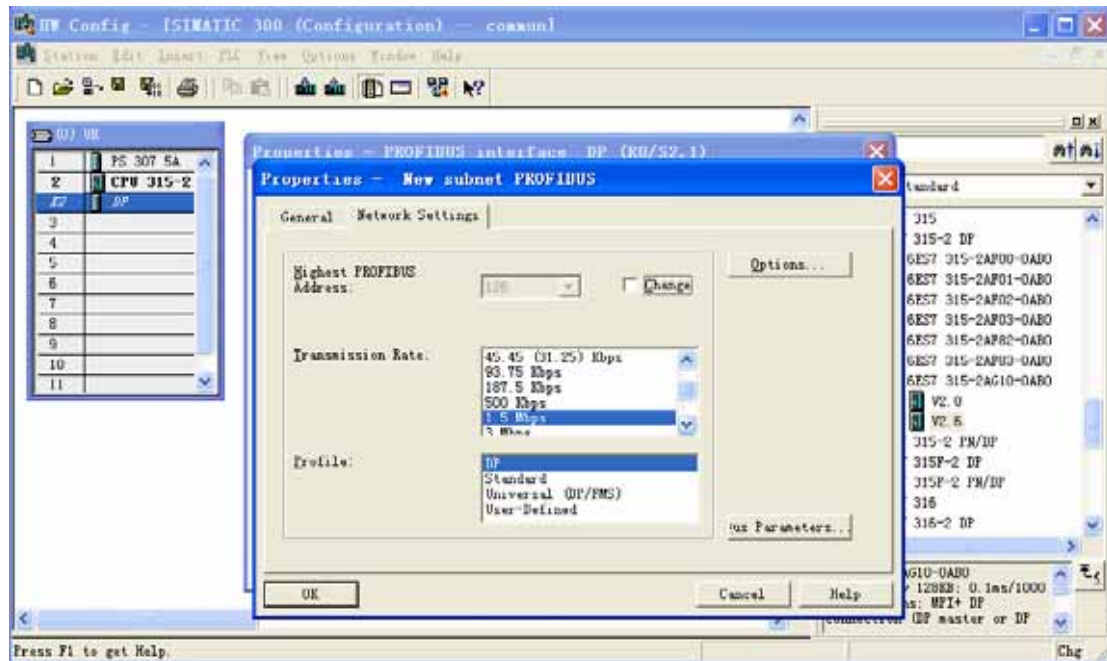 HW Config - [SIMATIC 300 (Configuration) -- commun]
Station Edit Insert PLC View Options Window Help
(0) UR
1 PS 307 5A
2 CPU 315-2
X2 DP
3
4
5
6
7
8
9
10
11
Properties - PROFIBUS interface DP (R0/S2.1)
Properties - New subnet PROFIBUS
General Network Settings
Highest PROFIBUS
Address:
126
Change
Options...
Transmission Rate:
45.45 (31.25) Kbps
93.75 Kbps
187.5 Kbps
500 Kbps
1.5 Mbps
3 Mbps
Profile:
DP
Standard
Universal (DP/FMS)
User-Defined
us Parameters...
OK
Cancel
Help
tandard
315
315-2 DP
6ES7 315-2AF00-0AB0
6ES7 315-2AF01-0AB0
6ES7 315-2AF02-0AB0
6ES7 315-2AF03-0AB0
6ES7 315-2AF82-0AB0
6ES7 315-2AF83-0AB0
6ES7 315-2AG10-0AB0
V2.0
V2.6
315-2 PN/DP
315F-2 DP
315F-2 PN/DP
316
316-2 DP
AG10-0AB0
128KB; 0.1ms/1000
ns; MPI+ DP
connection (DP master or DP
Press F1 to get Help.
Chg